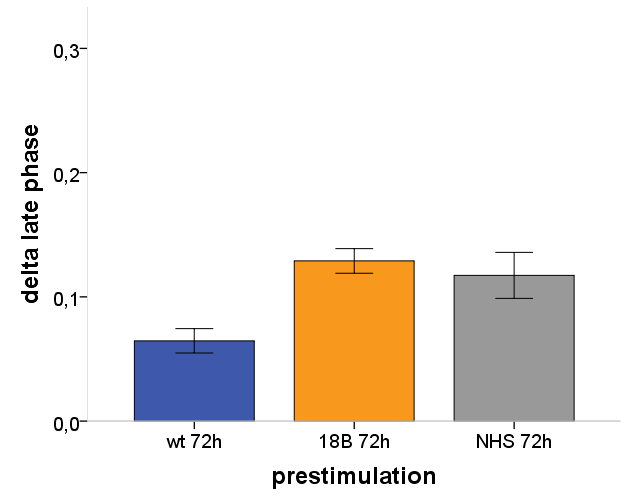 delta late phase
0,3
0,2
0,1
0,0
wt 72h
18B 72h
NHS 72h
prestimulation